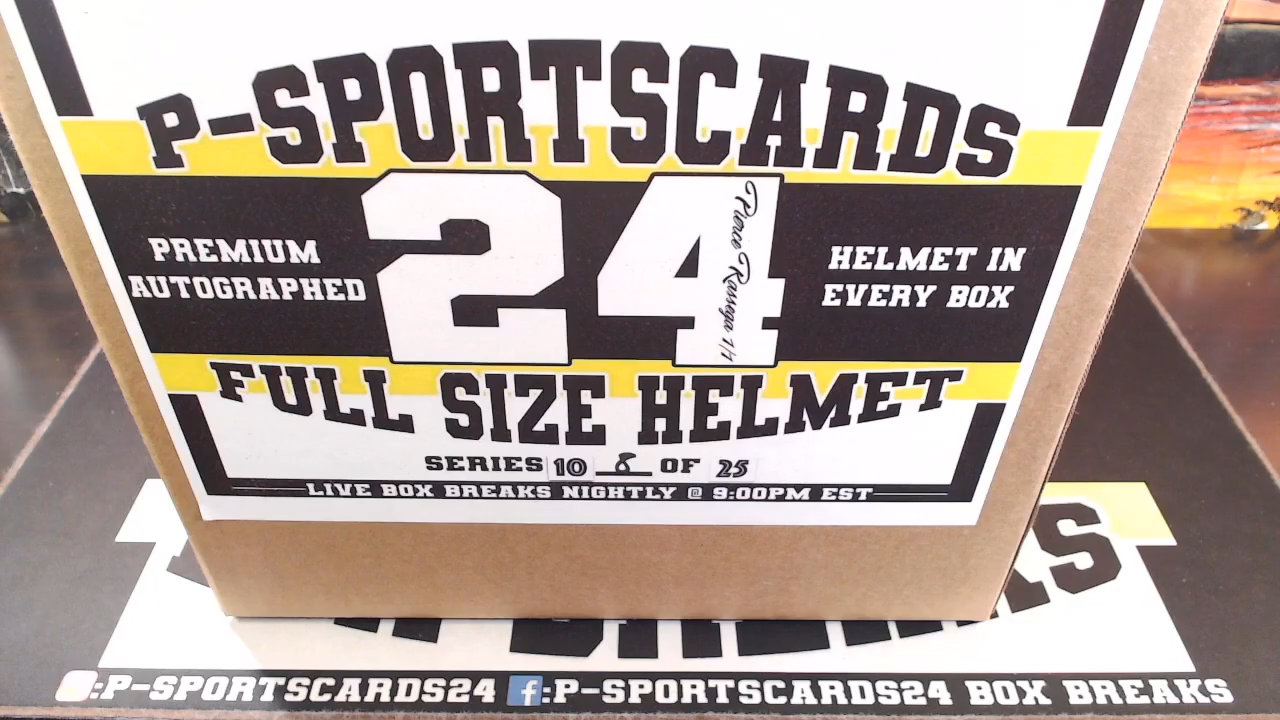 P-SPORTSCARDS
24
PREMIUM
AUTOGRAPHED
HELMET IN
EVERY BOX
FULL SIZE HELMET
SERIES 10 8 OF 25
LIVE BOX BREAKS NIGHTLY @ 9:00PM EST
:P-SPORTSCARDS24 f:P-SPORTSCARDS24 BOX BREAKS